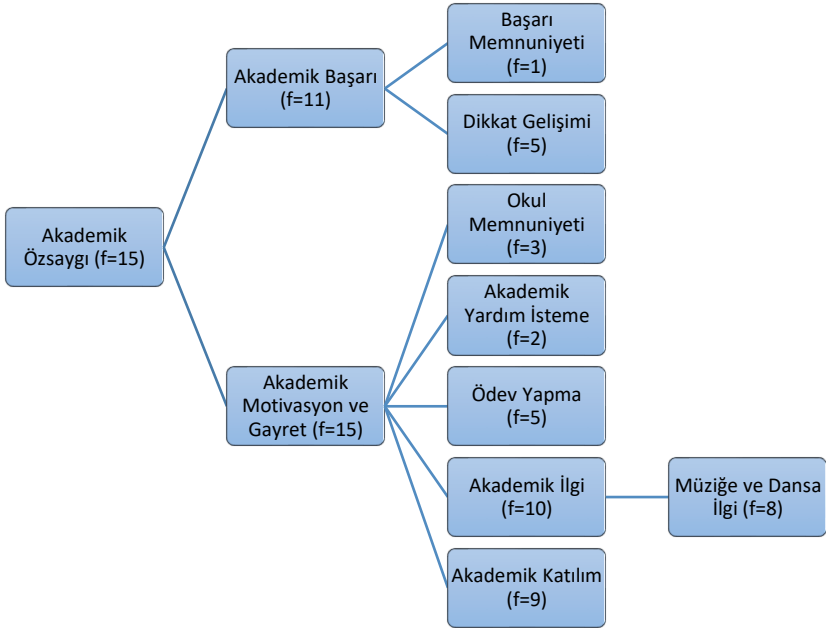 Akademik
Özsaygı (f=15)
Akademik Başarı
(f=11)
Başarı
Memnuniyeti
(f=1)
Dikkat Gelişimi
(f=5)
Akademik
Motivasyon ve
Gayret (f=15)
Okul
Memnuniyeti
(f=3)
Akademik
Yardım İsteme
(f=2)
Ödev Yapma
(f=5)
Akademik İlgi
(f=10)
Müziğe ve Dansa
İlgi (f=8)
Akademik Katılım
(f=9)